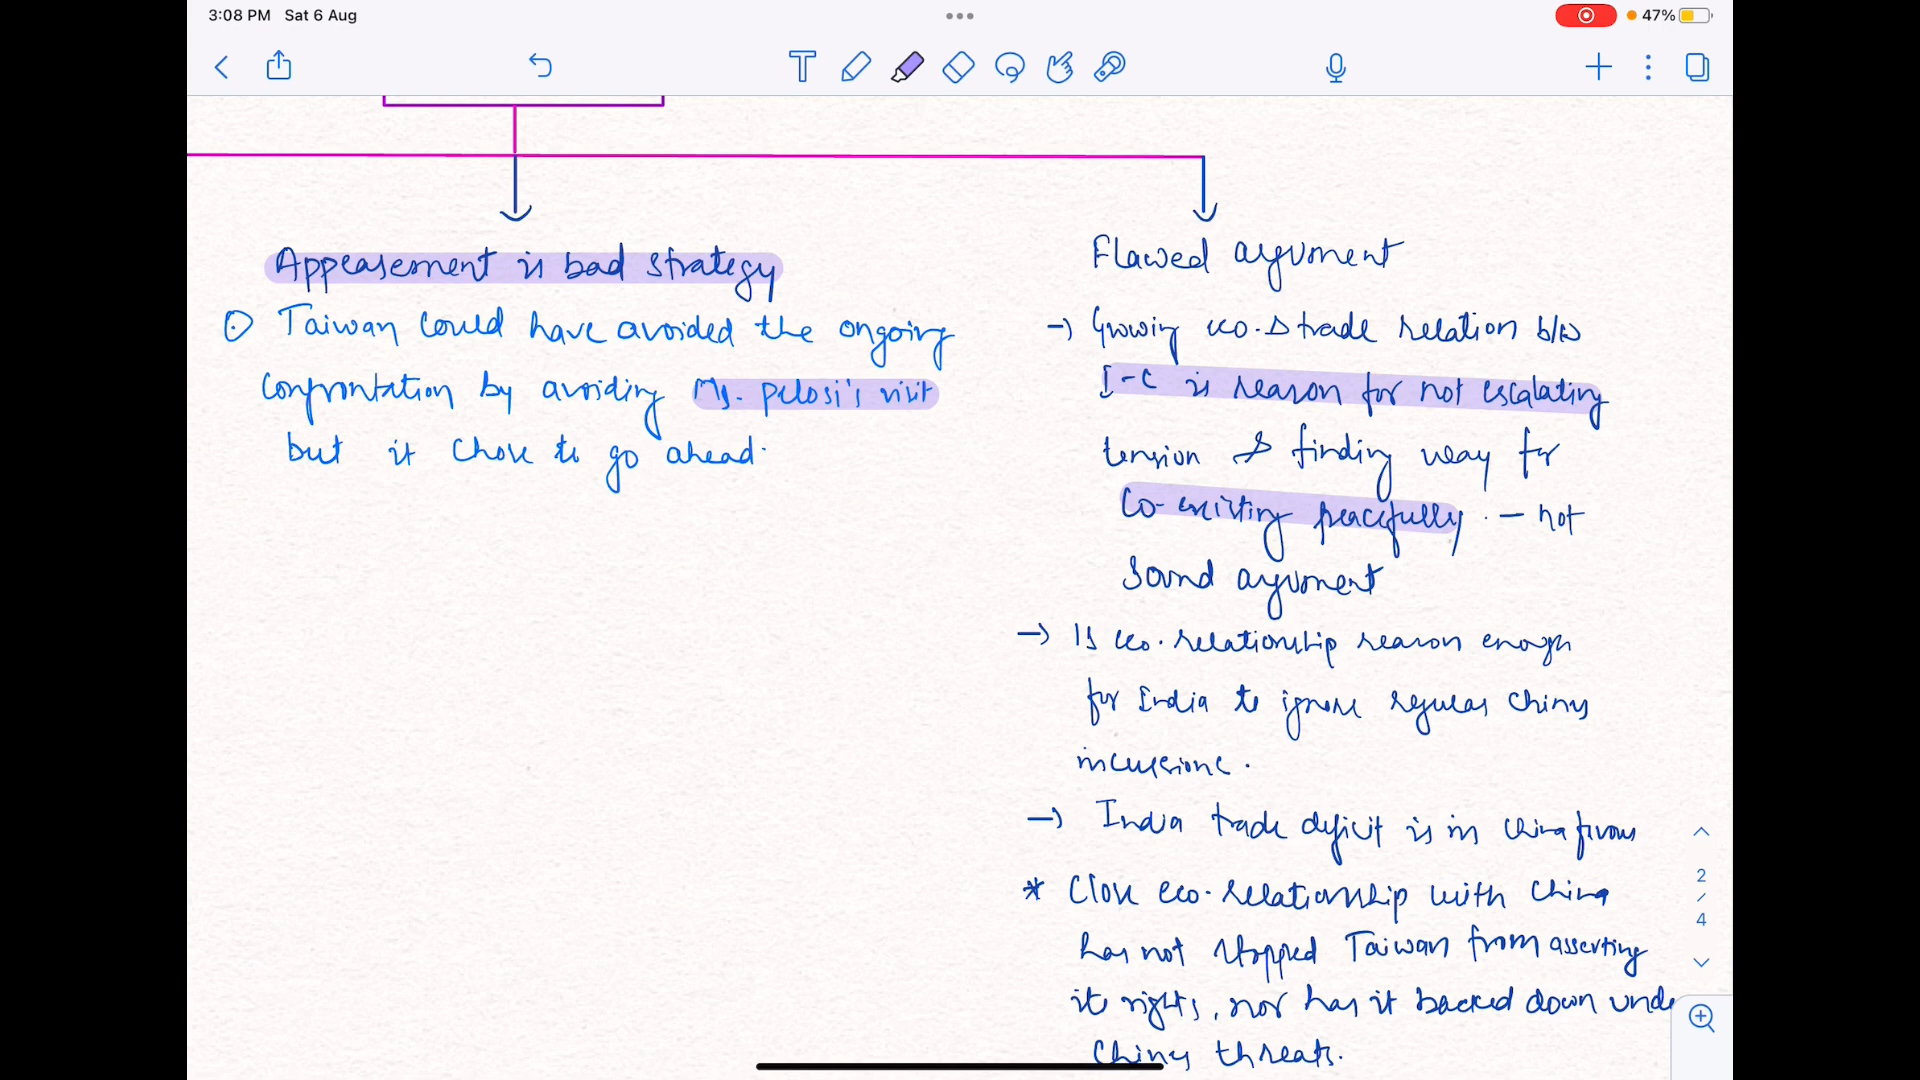 3:08 PM Sat 6 Aug
47%
Appeasement is bad strategy
Taiwan could have avoided the ongoing
confrontation by avoiding Ms. Pelosi's visit
but it chose to go ahead.
Flawed argument
→ Growing eco. & trade relation b/w
I-C is reason for not escalating
tension & finding way for
Co-existing peacefully. - not
sound argument
→ Is eco. relationship reason enough
for India to ignore regular Chinese
incursions.
→ India trade deficit is in China favour
* Close eco. relationship with China
has not stopped Taiwan from asserting
its rights, nor has it backed down unde
Chinese threats.
2
/
4